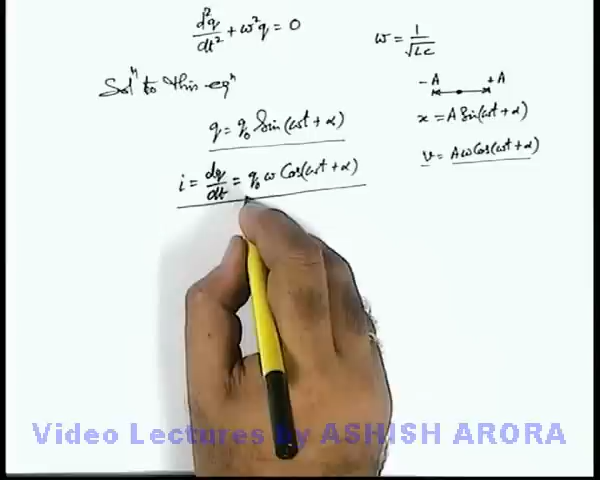 d²q/dt² + ω²q = 0
ω = 1/√LC
Solⁿ to this eqⁿ
-A +A
q = q₀ Sin(ωt + α)
x = A Sin(ωt + α)
i = dq/dt = q₀ ω Cos(ωt + α)
v = Aω Cos(ωt + α)
Video Lectures by ASHISH ARORA